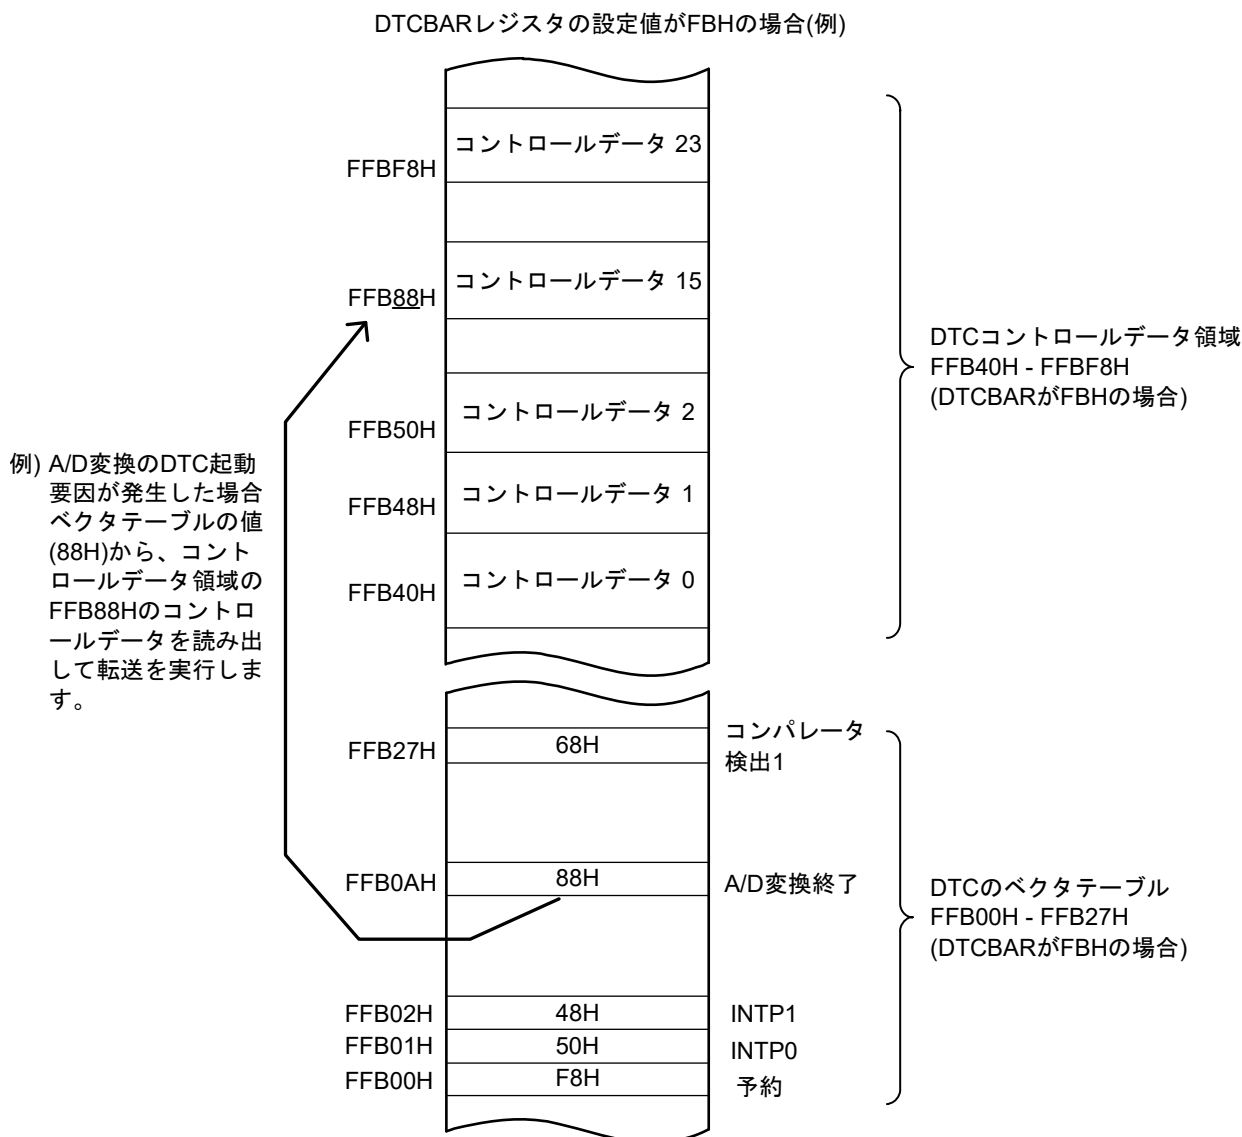 DTCBARレジスタの設定値がFBHの場合(例)
コントロールデータ 23
FFBF8H
コントロールデータ 15
FFB88H
コントロールデータ 2
FFB50H
コントロールデータ 1
FFB48H
コントロールデータ 0
FFB40H
DTCコントロールデータ領域
FFB40H - FFBF8H
(DTCBARがFBHの場合)
例) A/D変換のDTC起動
要因が発生した場合
ベクタテーブルの値
(88H)から、コント
ロールデータ領域の
FFB88Hのコントロ
ールデータを読み出
して転送を実行しま
す。
FFB27H
68H
コンパレータ
検出1
FFB0AH
88H
A/D変換終了
DTCのベクタテーブル
FFB00H - FFB27H
(DTCBARがFBHの場合)
FFB02H
48H
INTP1
FFB01H
50H
INTP0
FFB00H
F8H
予約